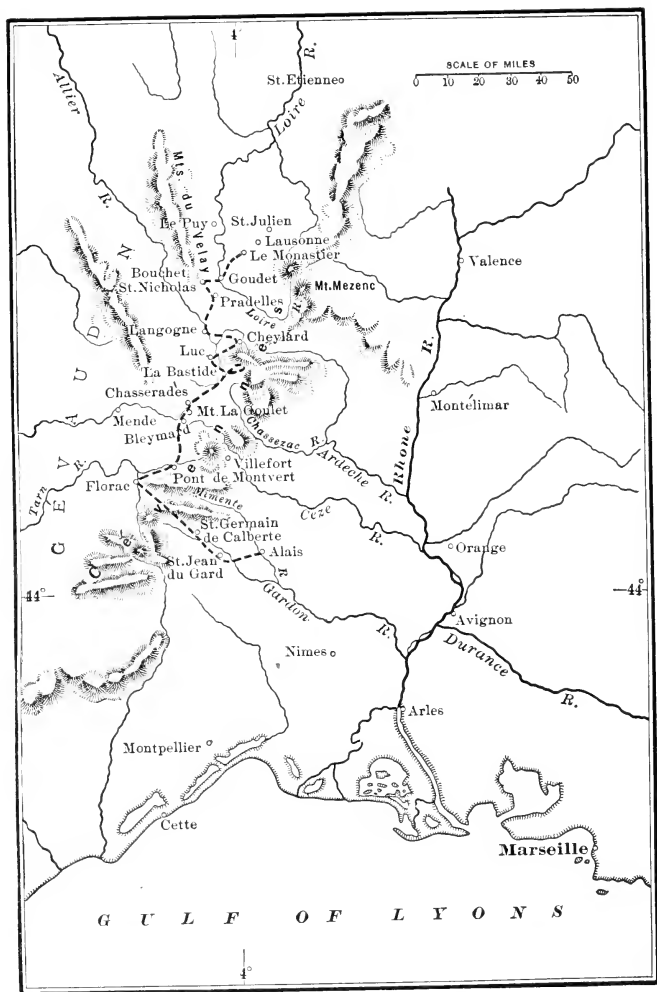 4°
SCALE OF MILES
0 10 20 30 40 50
St.Etienne
Allier R.
Loire R.
Mts. du Velay
Le Puy
St.Julien
Lausonne
Le Monastier
Valence
Bouchet
St.Nicholas
Goudet
Mt.Mezenc
Pradelles
Loire R.
Langogne
Cheylard
Luc
La Bastide
Chasserades
Mt. La Goulet
Montélimar
Mende
Bleymard
Chassezac R.
Ardeche R.
Rhone R.
Villefort
Tarn R.
Pont de Montvert
Florac
Mimente
Ceze R.
GEVAUDAN
Cevennes
St.Germain
de Calberte
Orange
St.Jean
du Gard
Alais
R
44°
44°
Gardon R.
Avignon
Nimes
Durance R.
Arles
Montpellier
Cette
Marseille
GULF OF LYONS
4°